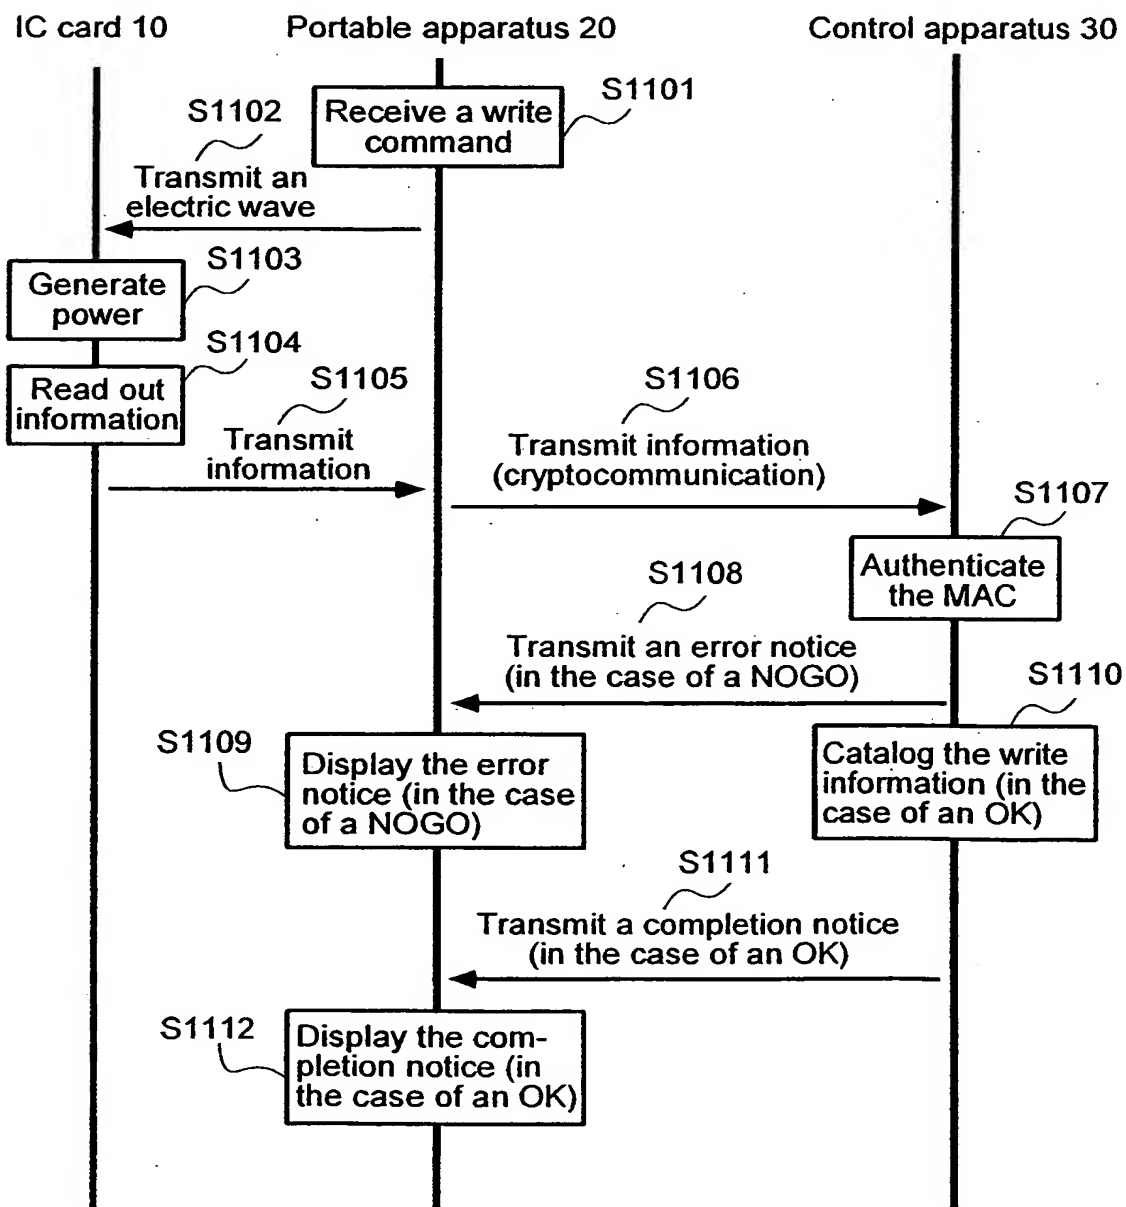 IC card 10
Portable apparatus 20
Control apparatus 30
S1101
Receive a write
command
S1102
Transmit an
electric wave
S1103
Generate
power
S1104
Read out
information
S1105
Transmit
information
S1106
Transmit information
(cryptocommunication)
S1107
Authenticate
the MAC
S1108
Transmit an error notice
(in the case of a NOGO)
S1110
Catalog the write
information (in the
case of an OK)
S1109
Display the error
notice (in the case
of a NOGO)
S1111
Transmit a completion notice
(in the case of an OK)
S1112
Display the com-
pletion notice (in
the case of an OK)